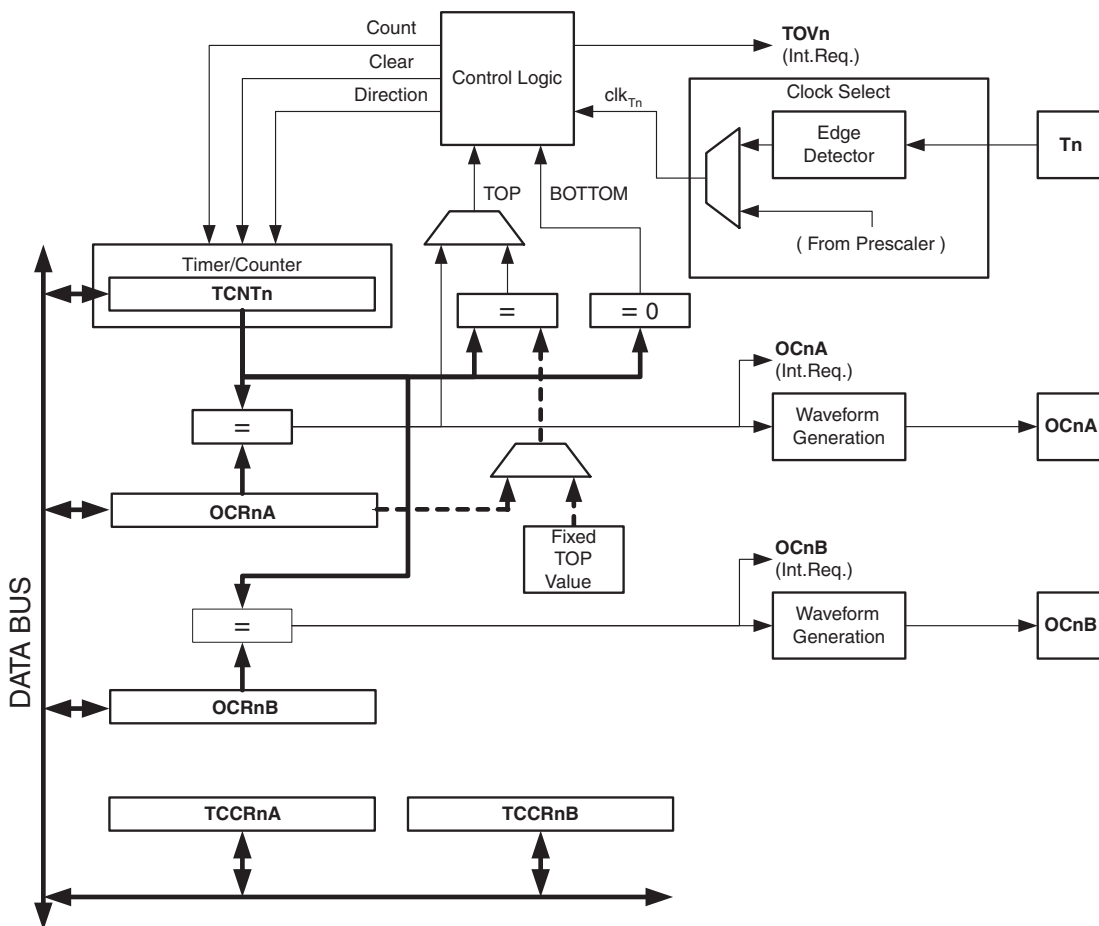 Count
Clear
Direction
Control Logic
TOVn
(Int.Req.)
clkTn
Clock Select
Edge
Detector
Tn
( From Prescaler )
TOP
BOTTOM
Timer/Counter
TCNTn
=
= 0
OCnA
(Int.Req.)
=
Waveform
Generation
OCnA
OCRnA
Fixed
TOP
Value
OCnB
(Int.Req.)
=
Waveform
Generation
OCnB
OCRnB
DATA BUS
TCCRnA
TCCRnB